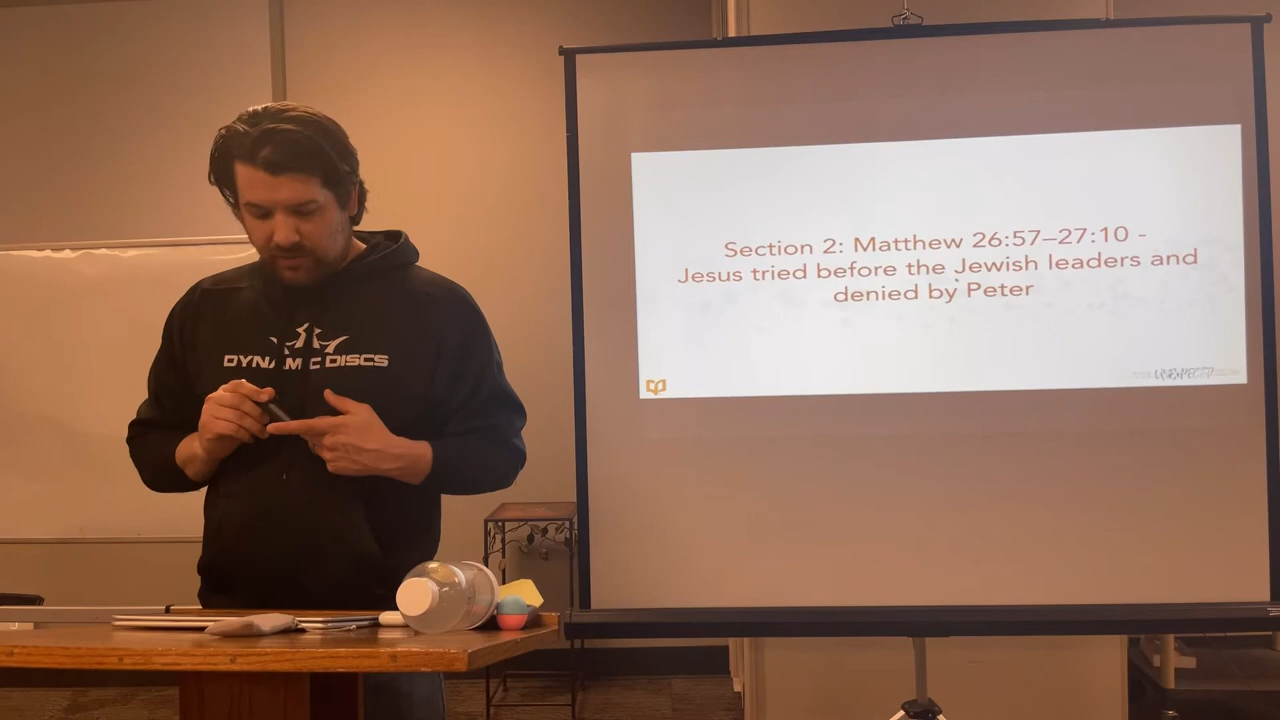 DYNAMIC DISCS
Section 2: Matthew 26:57–27:10 -
Jesus tried before the Jewish leaders and
denied by Peter
UNEXPECTED